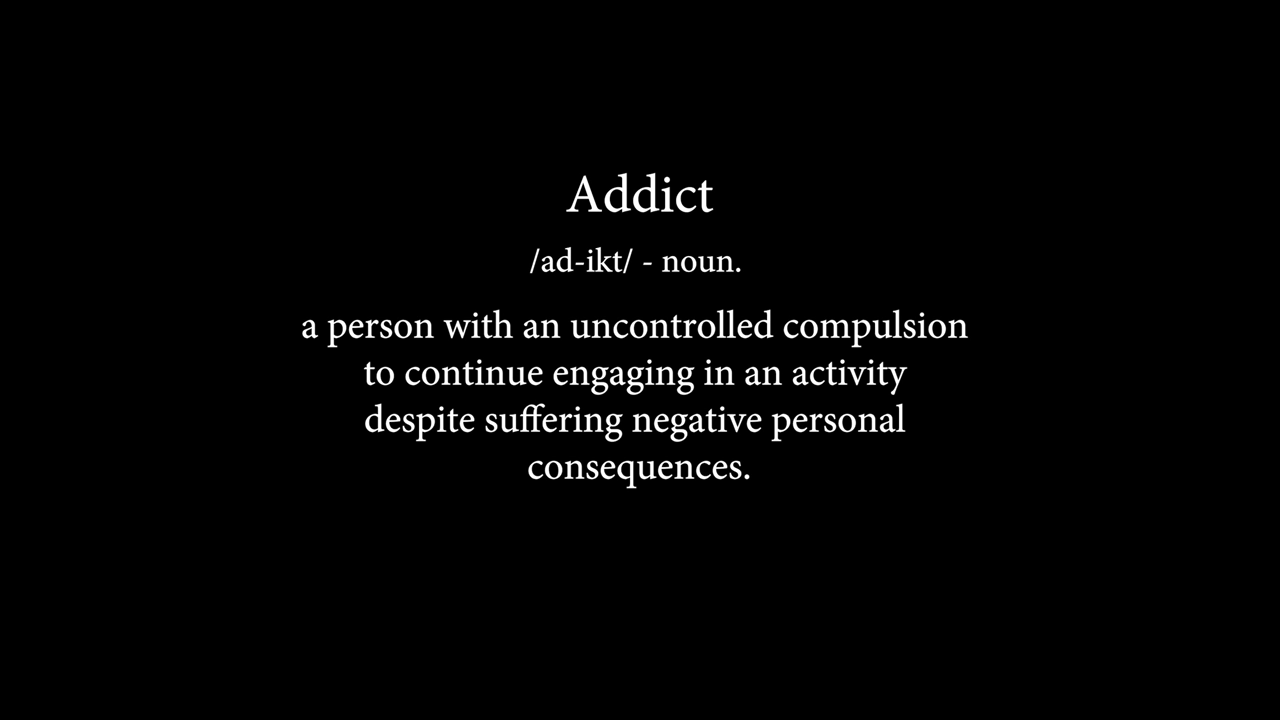 Addict
/ad-ikt/ - noun.
a person with an uncontrolled compulsion
to continue engaging in an activity
despite suffering negative personal
consequences.